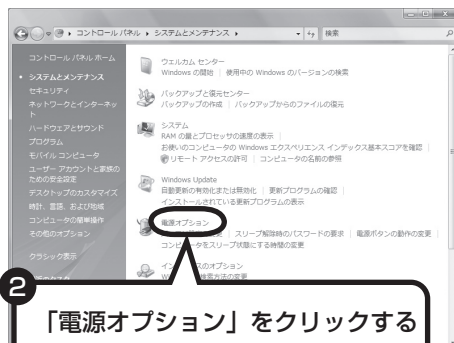 コントロール パネル ▸ システムとメンテナンス ▸
検索
コントロール パネル ホーム
システムとメンテナンス
セキュリティ
ネットワークとインターネット
ハードウェアとサウンド
プログラム
モバイル コンピュータ
ユーザー アカウントと家族のための安全設定
デスクトップのカスタマイズ
時計、言語、および地域
コンピュータの簡単操作
その他のオプション
クラシック表示
ウェルカム センター
Windows の開始 | 使用中の Windows のバージョンの検索
バックアップと復元センター
バックアップの作成 | バックアップからのファイルの復元
システム
RAM の量とプロセッサの速度の表示 |
お使いのコンピュータの Windows エクスペリエンス インデックス基本スコアを確認 |
リモート アクセスの許可 | コンピュータの名前の参照
Windows Update
自動更新の有効化または無効化 | 更新プログラムの確認 |
インストールされている更新プログラムの表示
電源オプション
スリープ解除時のパスワードの要求 | 電源ボタンの動作の変更 |
コンピュータをスリープ状態にする時間の変更
のオプション
検索方法の変更
2
「電源オプション」をクリックする